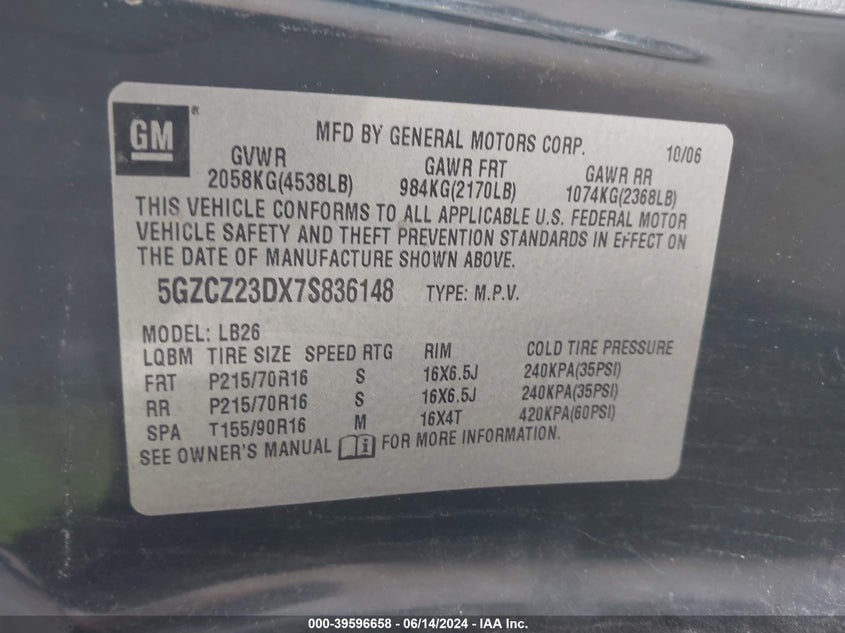 GM
MFD BY GENERAL MOTORS CORP. 10/06
GVWR GAWR FRT GAWR RR
2058KG(4538LB) 984KG(2170LB) 1074KG(2368LB)
THIS VEHICLE CONFORMS TO ALL APPLICABLE U.S. FEDERAL MOTOR
VEHICLE SAFETY AND THEFT PREVENTION STANDARDS IN EFFECT ON
THE DATE OF MANUFACTURE SHOWN ABOVE.
5GZCZ23DX7S836148 TYPE: M.P.V.
MODEL: LB26
LQBM TIRE SIZE SPEED RTG RIM COLD TIRE PRESSURE
FRT P215/70R16 S 16X6.5J 240KPA(35PSI)
RR P215/70R16 S 16X6.5J 240KPA(35PSI)
SPA T155/90R16 M 16X4T 420KPA(60PSI)
SEE OWNER'S MANUAL FOR MORE INFORMATION.
000-39596658 - 06/14/2024 - IAA Inc.